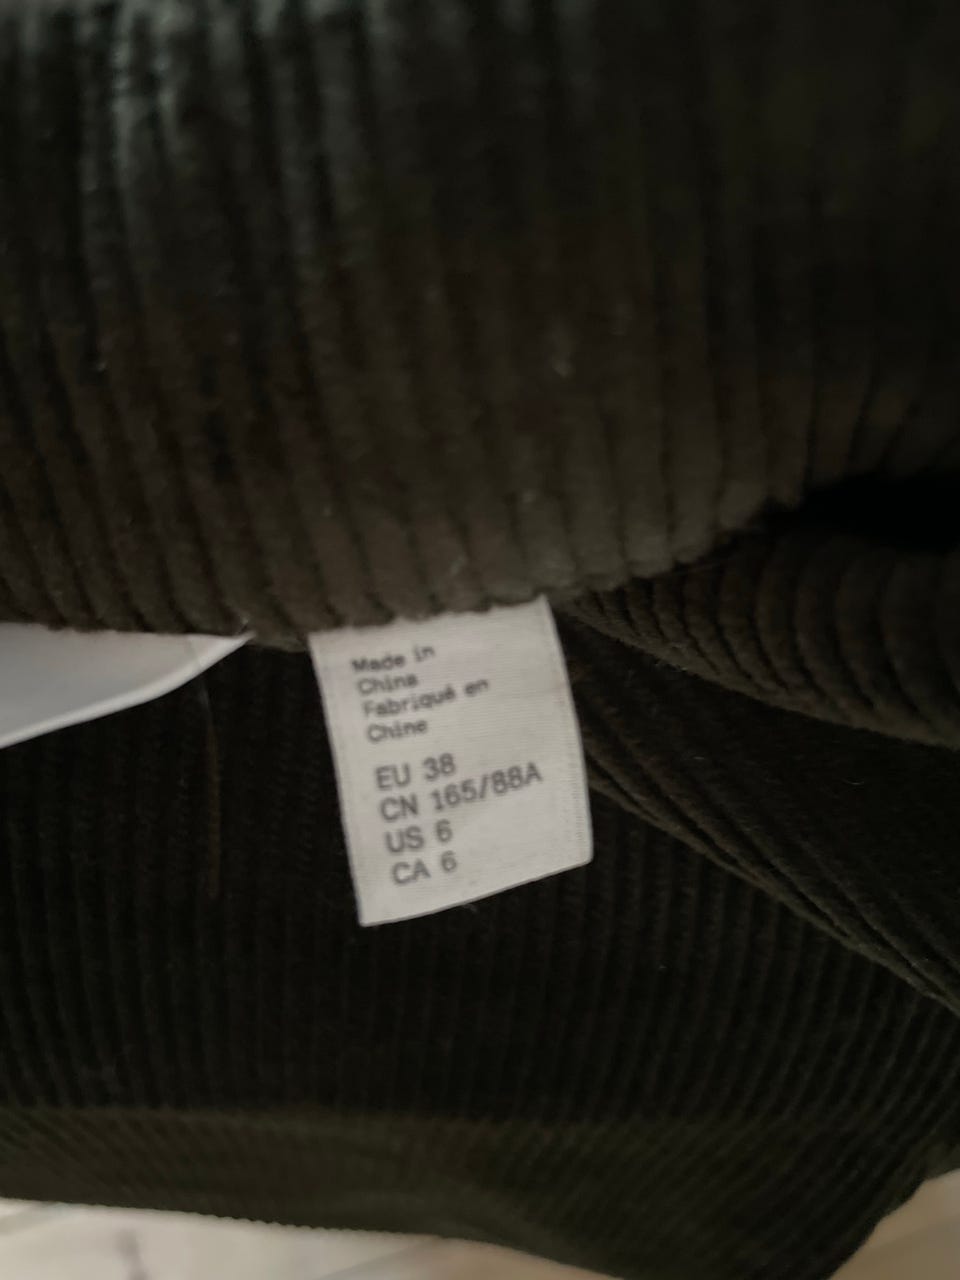 Made in
China
Fabriqué en
Chine
EU 38
CN 165/88A
US 6
CA 6